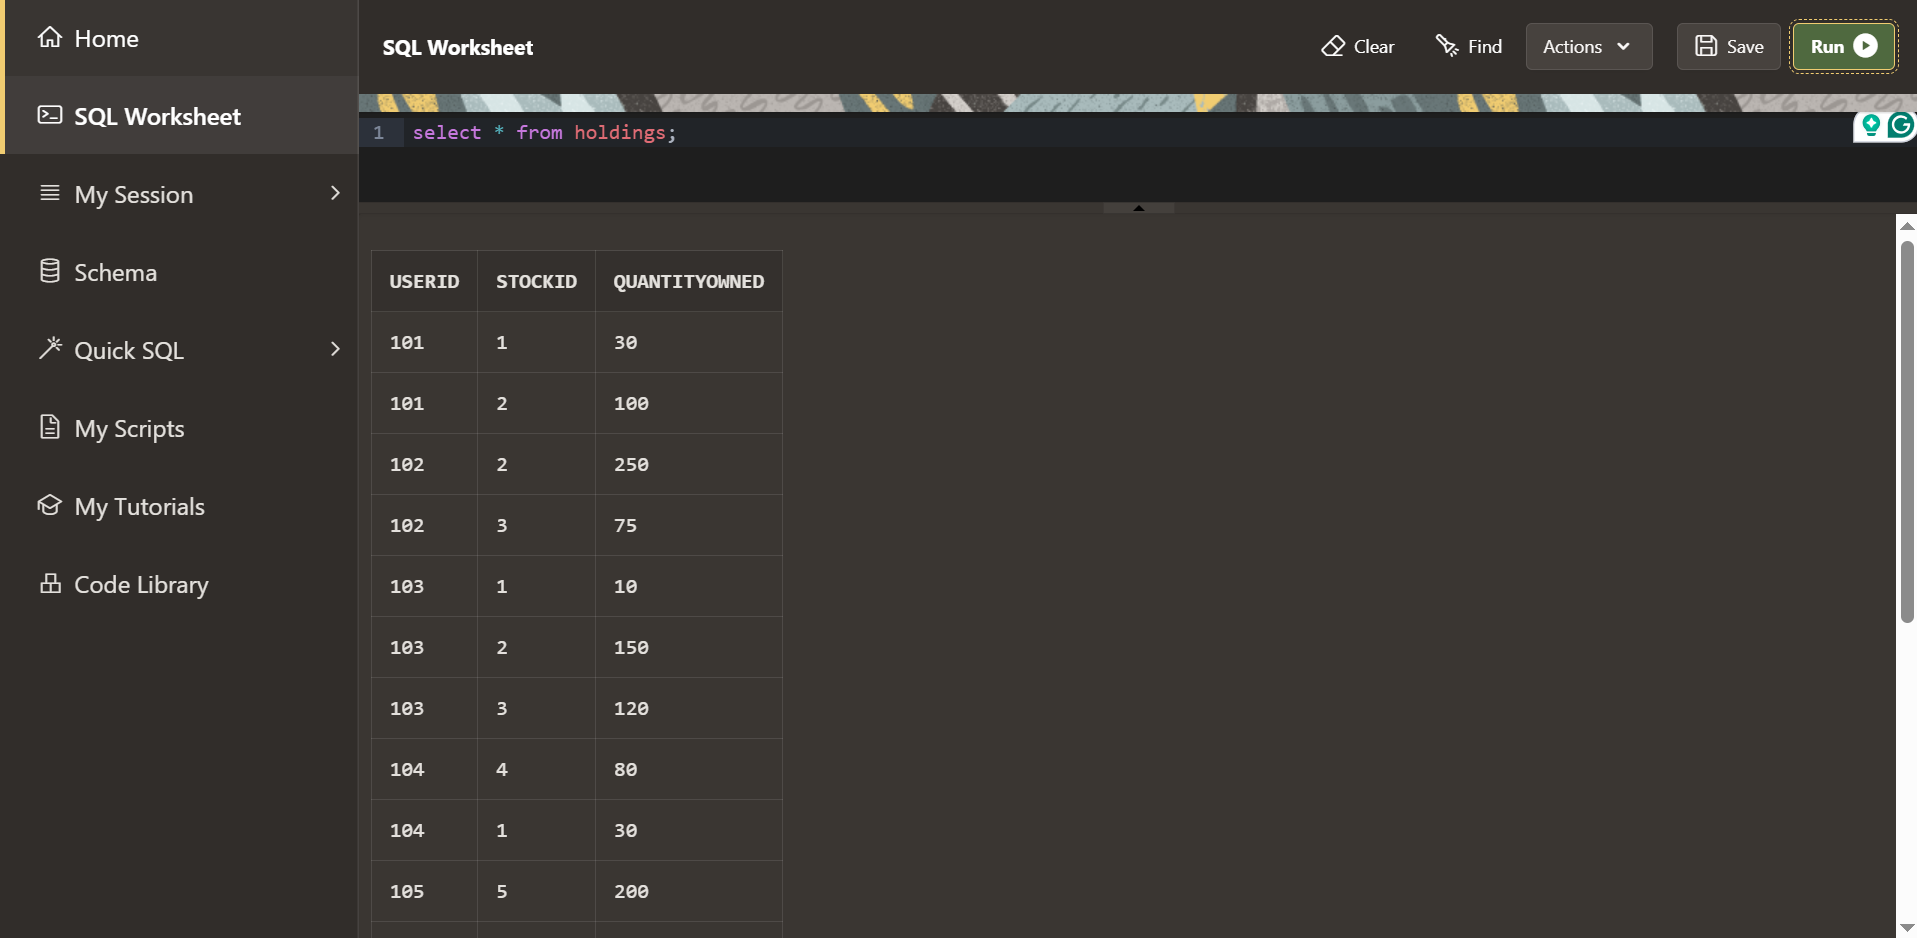 Home
SQL Worksheet
My Session
Schema
Quick SQL
My Scripts
My Tutorials
Code Library
SQL Worksheet
Clear
Find
Actions
Save
Run
1 select * from holdings;
USERID STOCKID QUANTITYOWNED
101 1 30
101 2 100
102 2 250
102 3 75
103 1 10
103 2 150
103 3 120
104 4 80
104 1 30
105 5 200